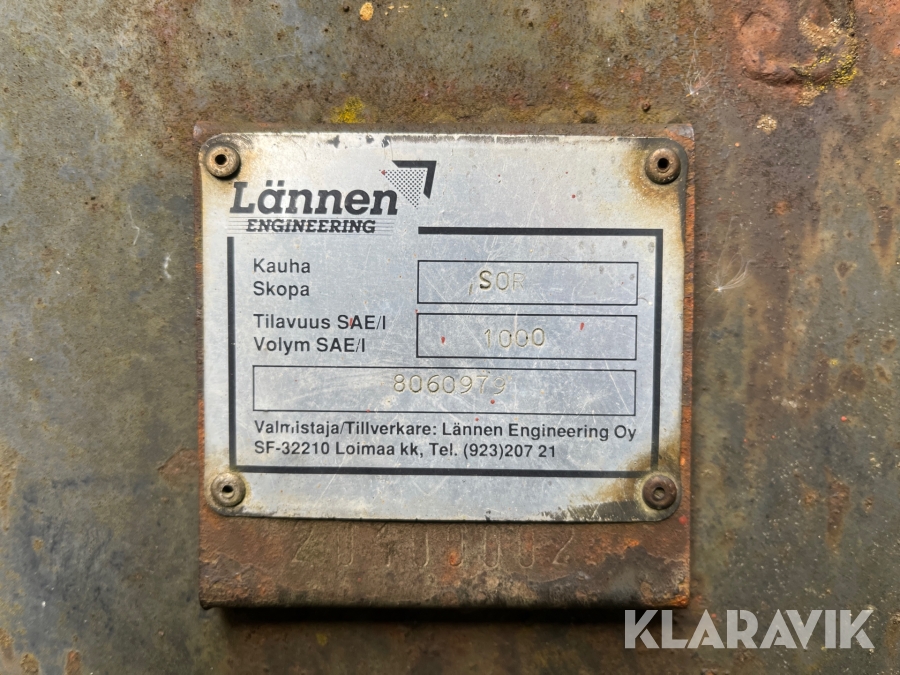 Lännen
ENGINEERING
Kauha
Skopa
SOR
Tilavuus SAE/l
Volym SAE/l
1000
8060979
Valmistaja/Tillverkare: Lännen Engineering Oy
SF-32210 Loimaa kk, Tel. (923)207 21
KLARAVIK